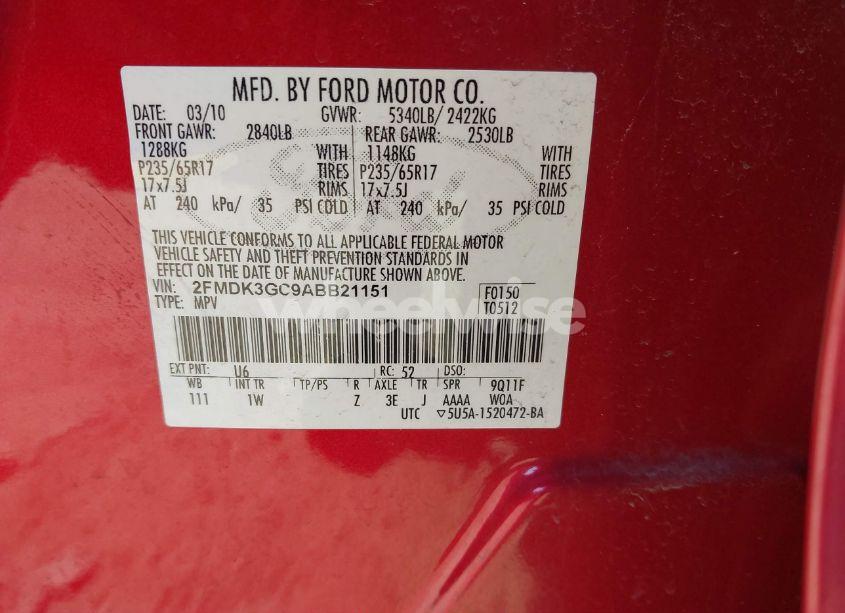 MFD. BY FORD MOTOR CO.
DATE: 03/10 GVWR: 5340LB/ 2422KG
FRONT GAWR: 2840LB REAR GAWR: 2530LB
1288KG WITH 1148KG WITH
P235/65R17 TIRES P235/65R17 TIRES
17x7.5J RIMS 17x7.5J RIMS
AT 240 kPa/ 35 PSI COLD AT 240 kPa/ 35 PSI COLD
THIS VEHICLE CONFORMS TO ALL APPLICABLE FEDERAL MOTOR
VEHICLE SAFETY AND THEFT PREVENTION STANDARDS IN
EFFECT ON THE DATE OF MANUFACTURE SHOWN ABOVE.
VIN: 2FMDK3GC9ABB21151 F0150
TYPE: MPV T0512
wheelwise
EXT PNT: U6 RC: 52 DSO:
WB INT TR TP/PS R AXLE TR SPR 9Q11F
111 1W Z 3E J AAAA W0A
UTC ▽5U5A-1520472-BA